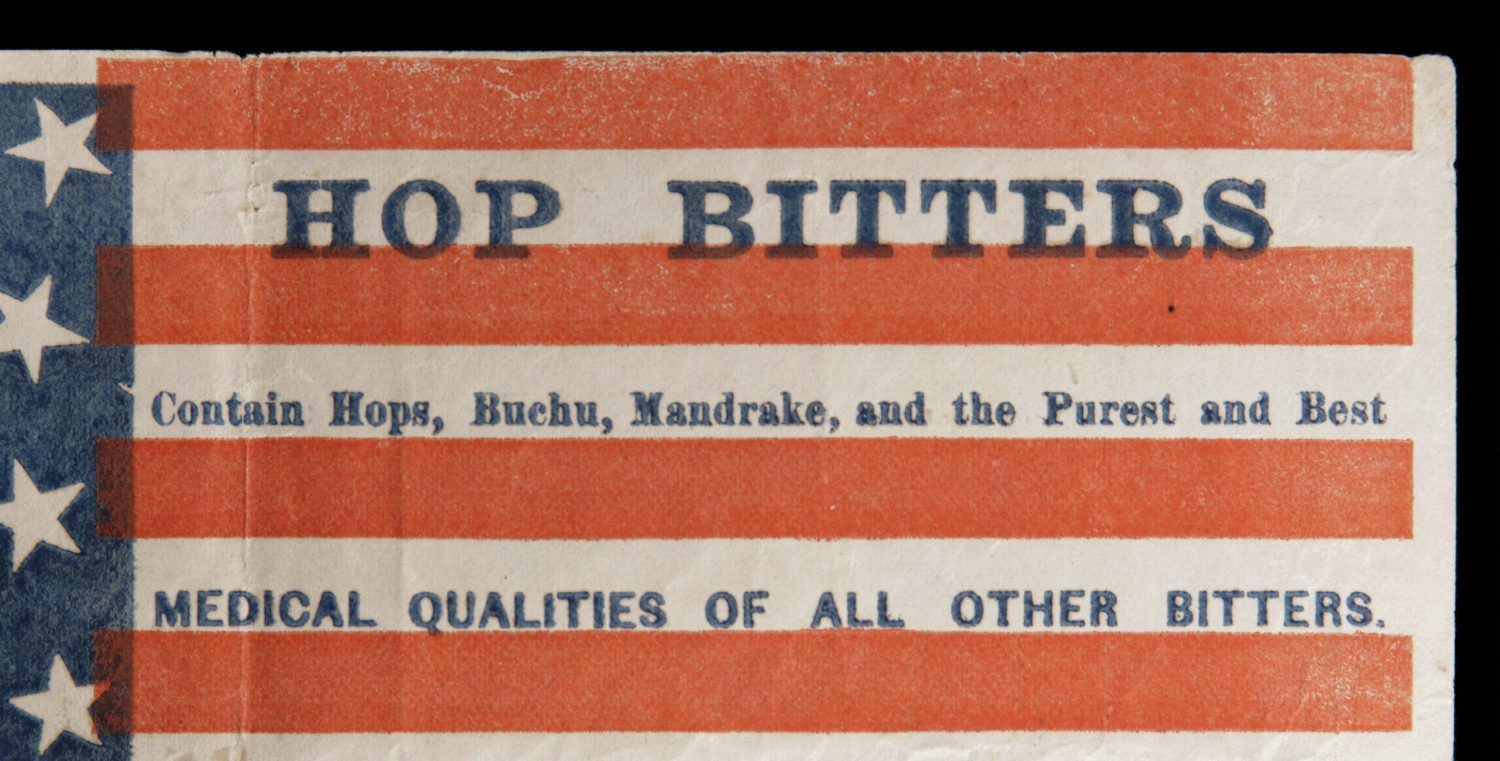 HOP BITTERS
Contain Hops, Buchu, Mandrake, and the Purest and Best
MEDICAL QUALITIES OF ALL OTHER BITTERS.